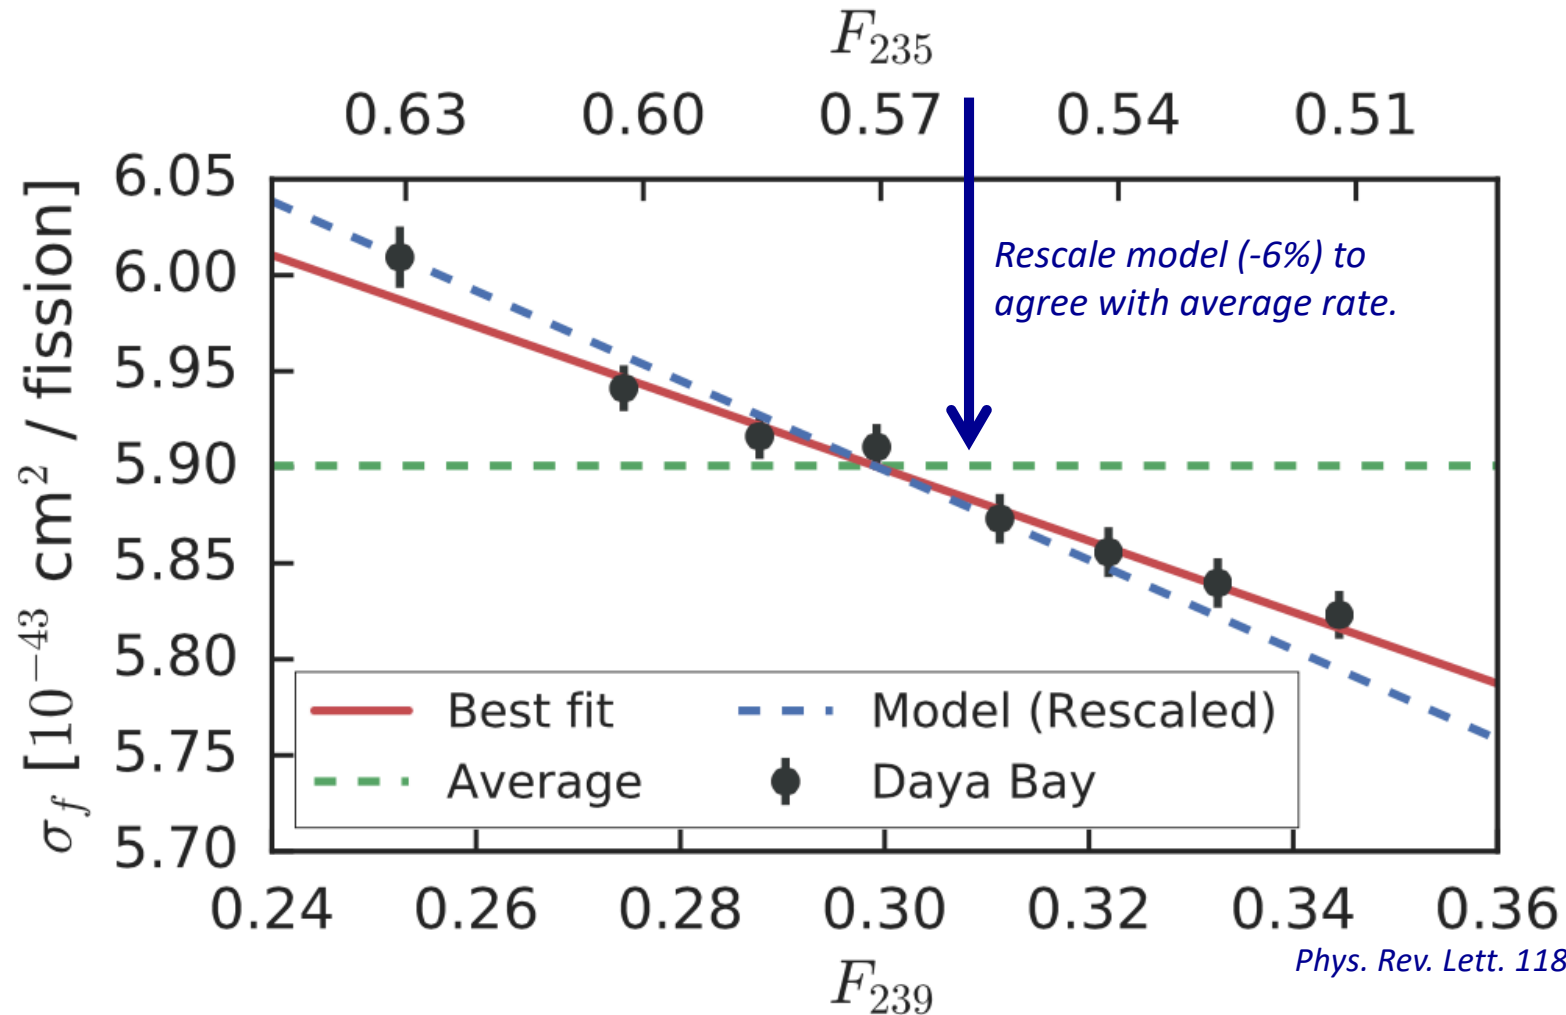 F235
0.63 0.60 0.57 0.54 0.51
6.05
6.00
5.95
5.90
5.85
5.80
5.75
5.70
σf [10−43 cm2 / fission]
Rescale model (-6%) to
agree with average rate.
Best fit
Model (Rescaled)
Average
Daya Bay
0.24 0.26 0.28 0.30 0.32 0.34 0.36
F239
Phys. Rev. Lett. 118